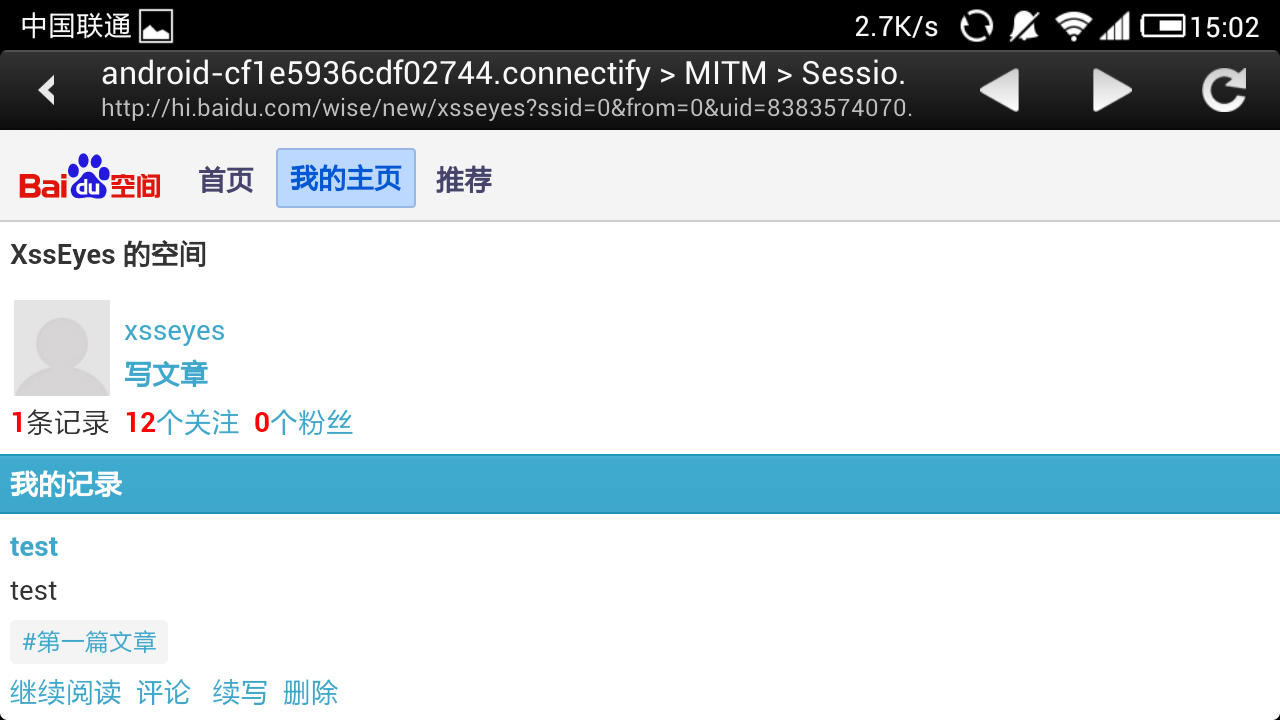 中国联通 2.7K/s 15:02
android-cf1e5936cdf02744.connectify > MITM > Sessio.
http://hi.baidu.com/wise/new/xsseyes?ssid=0&from=0&uid=8383574070.
Baidu空间 首页 我的主页 推荐
XssEyes 的空间
xsseyes
写文章
1条记录 12个关注 0个粉丝
我的记录
test
test
#第一篇文章
继续阅读 评论 续写 删除